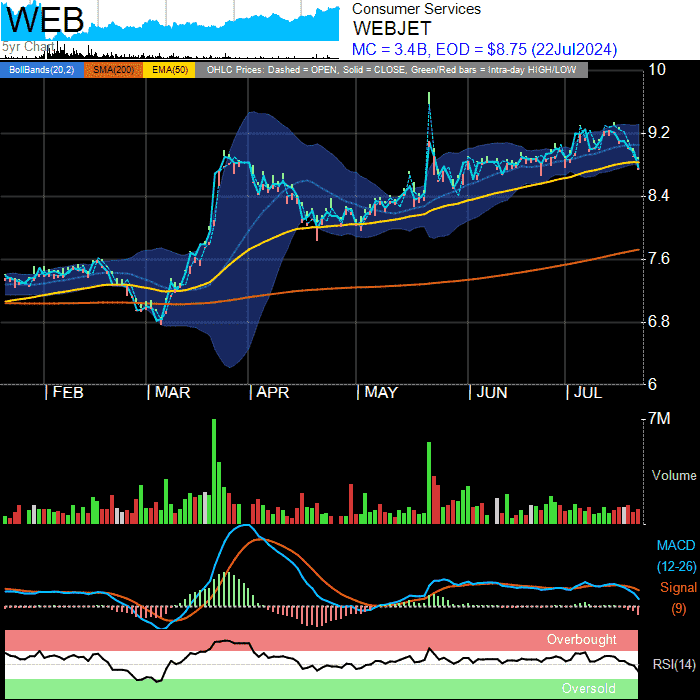 WEB
Consumer Services
WEBJET
5yr Chart
MC = 3.4B, EOD = $8.75 (22Jul2024)
BollBands(20,2) SMA(200) EMA(50) OHLC Prices: Dashed = OPEN, Solid = CLOSE, Green/Red bars = Intra-day HIGH/LOW
10
9.2
8.4
7.6
6.8
6
FEB MAR APR MAY JUN JUL
7M
Volume
MACD
(12-26)
Signal
(9)
Overbought
RSI(14)
Oversold